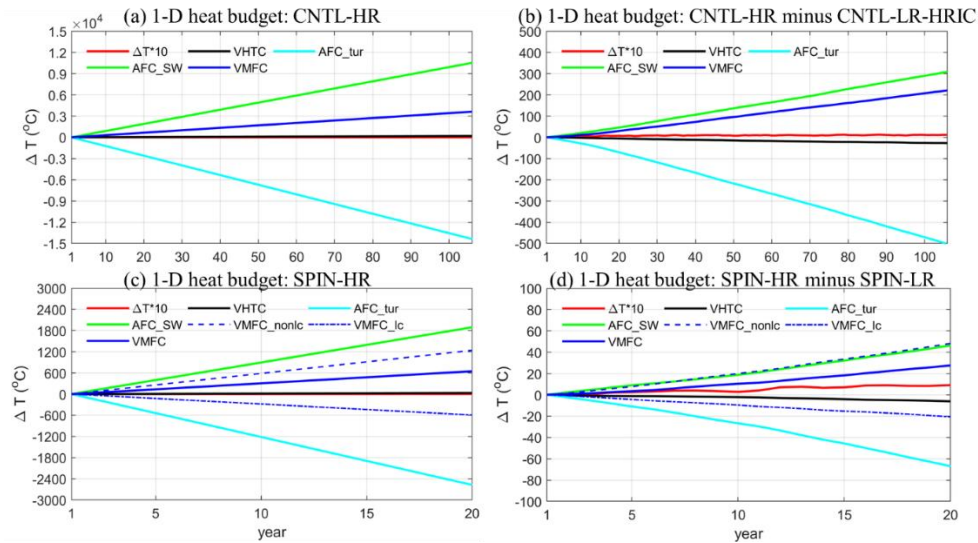 (a) 1-D heat budget: CNTL-HR
×10⁴
1.5
1.2
0.9
0.6
0.3
0
-0.3
-0.6
-0.9
-1.2
-1.5
Δ T (°C)
ΔT*10 VHTC AFC_tur
AFC_SW VMFC
1 10 20 30 40 50 60 70 80 90 100
(b) 1-D heat budget: CNTL-HR minus CNTL-LR-HRIC
500
400
300
200
100
0
-100
-200
-300
-400
-500
Δ T (°C)
ΔT*10 VHTC AFC_tur
AFC_SW VMFC
1 10 20 30 40 50 60 70 80 90 100
(c) 1-D heat budget: SPIN-HR
3000
2400
1800
1200
600
0
-600
-1200
-1800
-2400
-3000
Δ T (°C)
ΔT*10 VHTC AFC_tur
AFC_SW VMFC_nonlc VMFC_lc
VMFC
1 5 10 15 20
year
(d) 1-D heat budget: SPIN-HR minus SPIN-LR
100
80
60
40
20
0
-20
-40
-60
-80
-100
Δ T (°C)
ΔT*10 VHTC AFC_tur
AFC_SW VMFC_nonlc VMFC_lc
VMFC
1 5 10 15 20
year